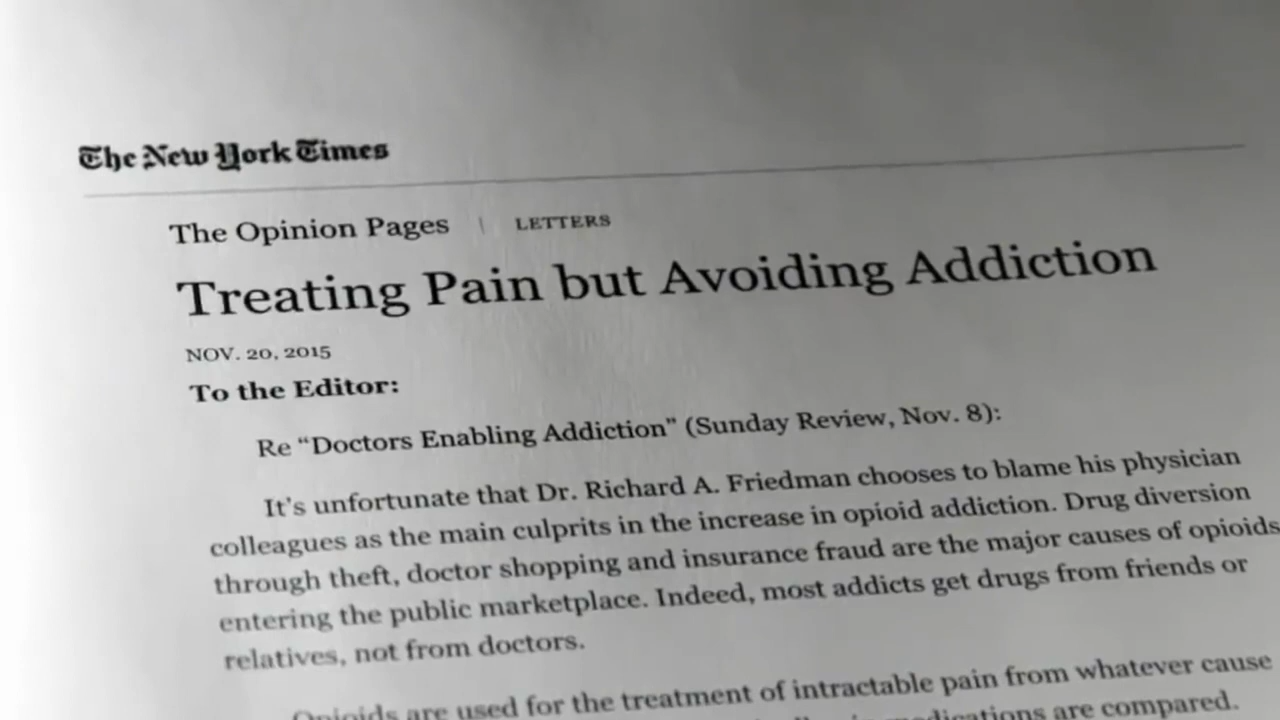 The New York Times
The Opinion Pages | LETTERS
Treating Pain but Avoiding Addiction
NOV. 20, 2015
To the Editor:
Re “Doctors Enabling Addiction” (Sunday Review, Nov. 8):
It’s unfortunate that Dr. Richard A. Friedman chooses to blame his physician
colleagues as the main culprits in the increase in opioid addiction. Drug diversion
through theft, doctor shopping and insurance fraud are the major causes of opioids
entering the public marketplace. Indeed, most addicts get drugs from friends or
relatives, not from doctors.
Opioids are used for the treatment of intractable pain from whatever cause
medications are compared.